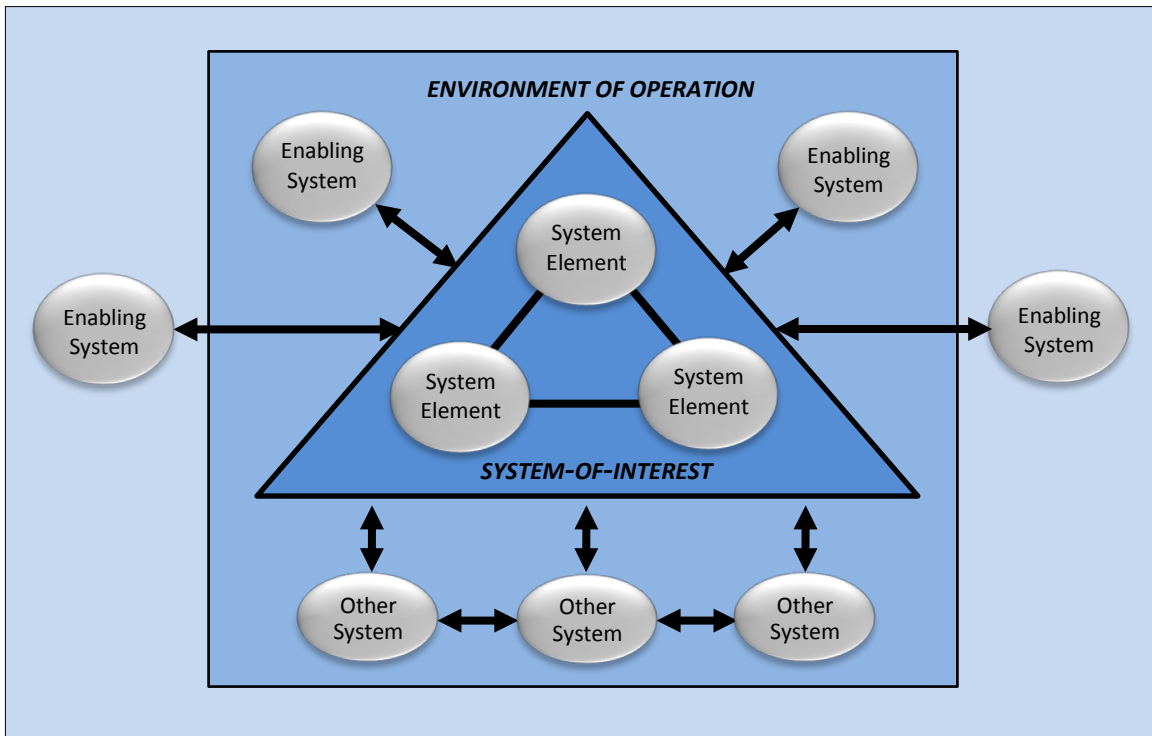 ENVIRONMENT OF OPERATION
Enabling
System
Enabling
System
System
Element
Enabling
System
Enabling
System
System
Element
System
Element
SYSTEM-OF-INTEREST
Other
System
Other
System
Other
System